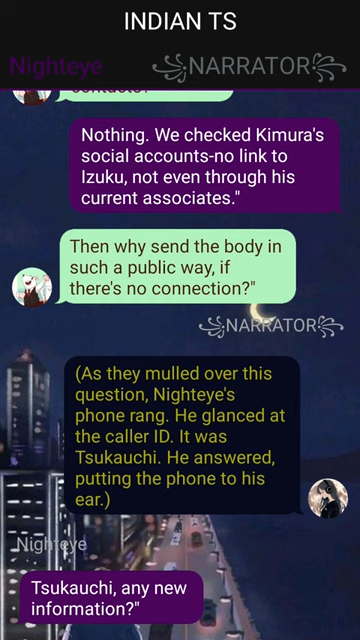 INDIAN TS
Nighteye
꧁NARRATOR꧂
Nothing. We checked Kimura's
social accounts-no link to
Izuku, not even through his
current associates."
Then why send the body in
such a public way, if
there's no connection?"
꧁NARRATOR꧂
(As they mulled over this
question, Nighteye's
phone rang. He glanced at
the caller ID. It was
Tsukauchi. He answered,
putting the phone to his
ear.)
Nighteye
Tsukauchi, any new
information?"